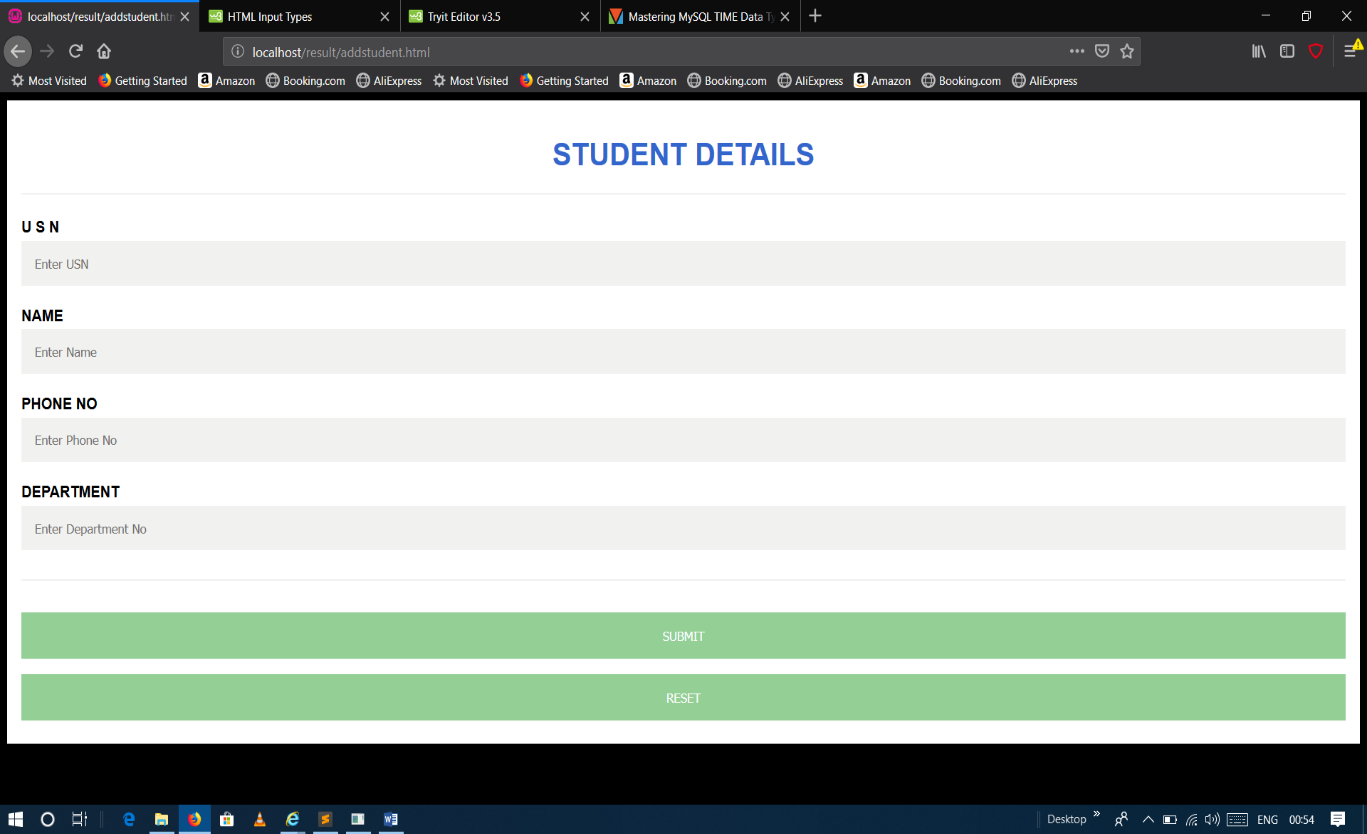 localhost/result/addstudent.htm
HTML Input Types
Tryit Editor v3.5
Mastering MySQL TIME Data Ty
localhost/result/addstudent.html
Most Visited Getting Started Amazon Booking.com AliExpress Most Visited Getting Started Amazon Booking.com AliExpress Amazon Booking.com AliExpress
STUDENT DETAILS
U S N
Enter USN
NAME
Enter Name
PHONE NO
Enter Phone No
DEPARTMENT
Enter Department No
SUBMIT
RESET
Desktop ENG 00:54